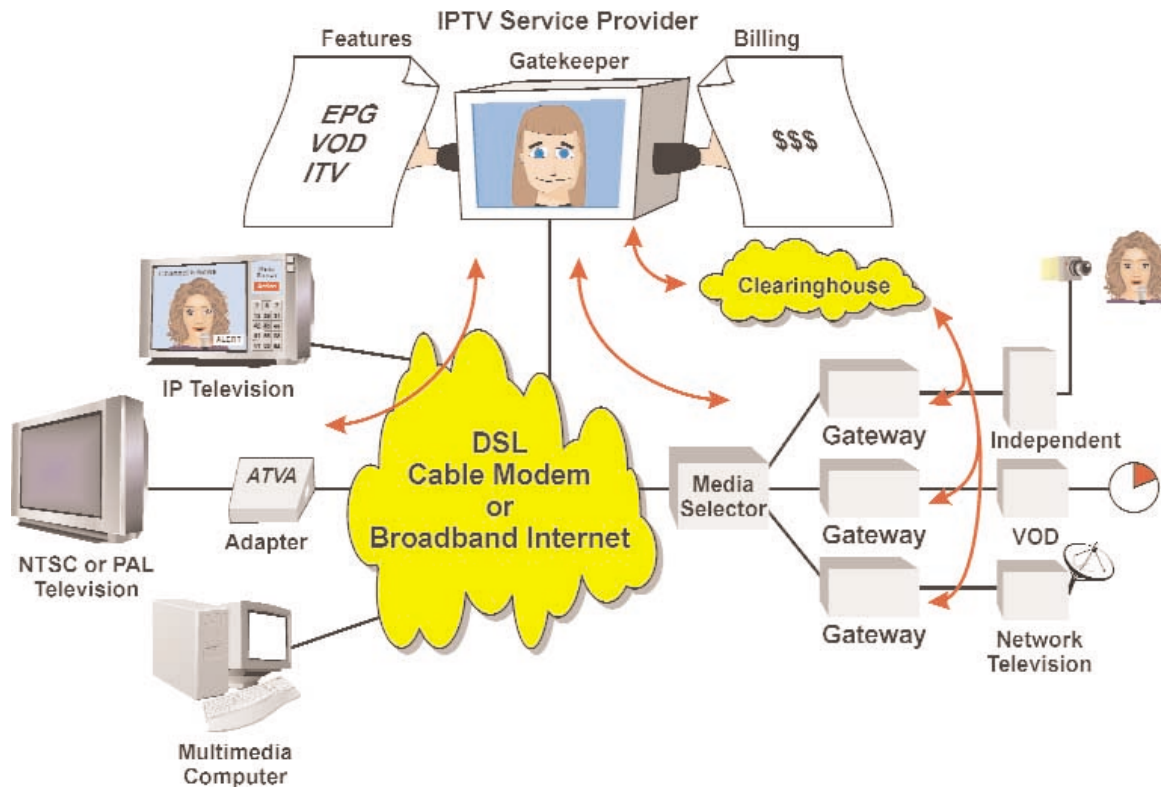 IPTV Service Provider
Features
Gatekeeper
Billing
EPG
VOD
ITV
$$$
Clearinghouse
ALERT
IP Television
DSL
Cable Modem
or
Broadband Internet
ATVA
Adapter
NTSC or PAL
Television
Multimedia
Computer
Media
Selector
Gateway
Independent
Gateway
VOD
Gateway
Network
Television